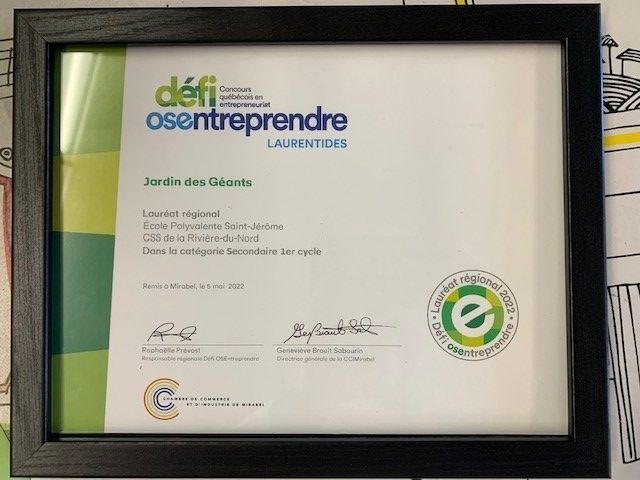 défi Concours
québécois en
entrepreneuriat
osentreprendre
LAURENTIDES
Jardin des Géants
Lauréat régional
École Polyvalente Saint-Jérôme
CSS de la Rivière-du-Nord
Dans la catégorie Secondaire 1er cycle
Remis à Mirabel, le 5 mai 2022
Raphaëlle Prévost
Responsable régionale Défi OSEntreprendre
Geneviève Brault Sabourin
Directrice générale de la CCIMirabel
Lauréat régional 2022
e
Défi osentreprendre
CHAMBRE DE COMMERCE
ET D'INDUSTRIE DE MIRABEL